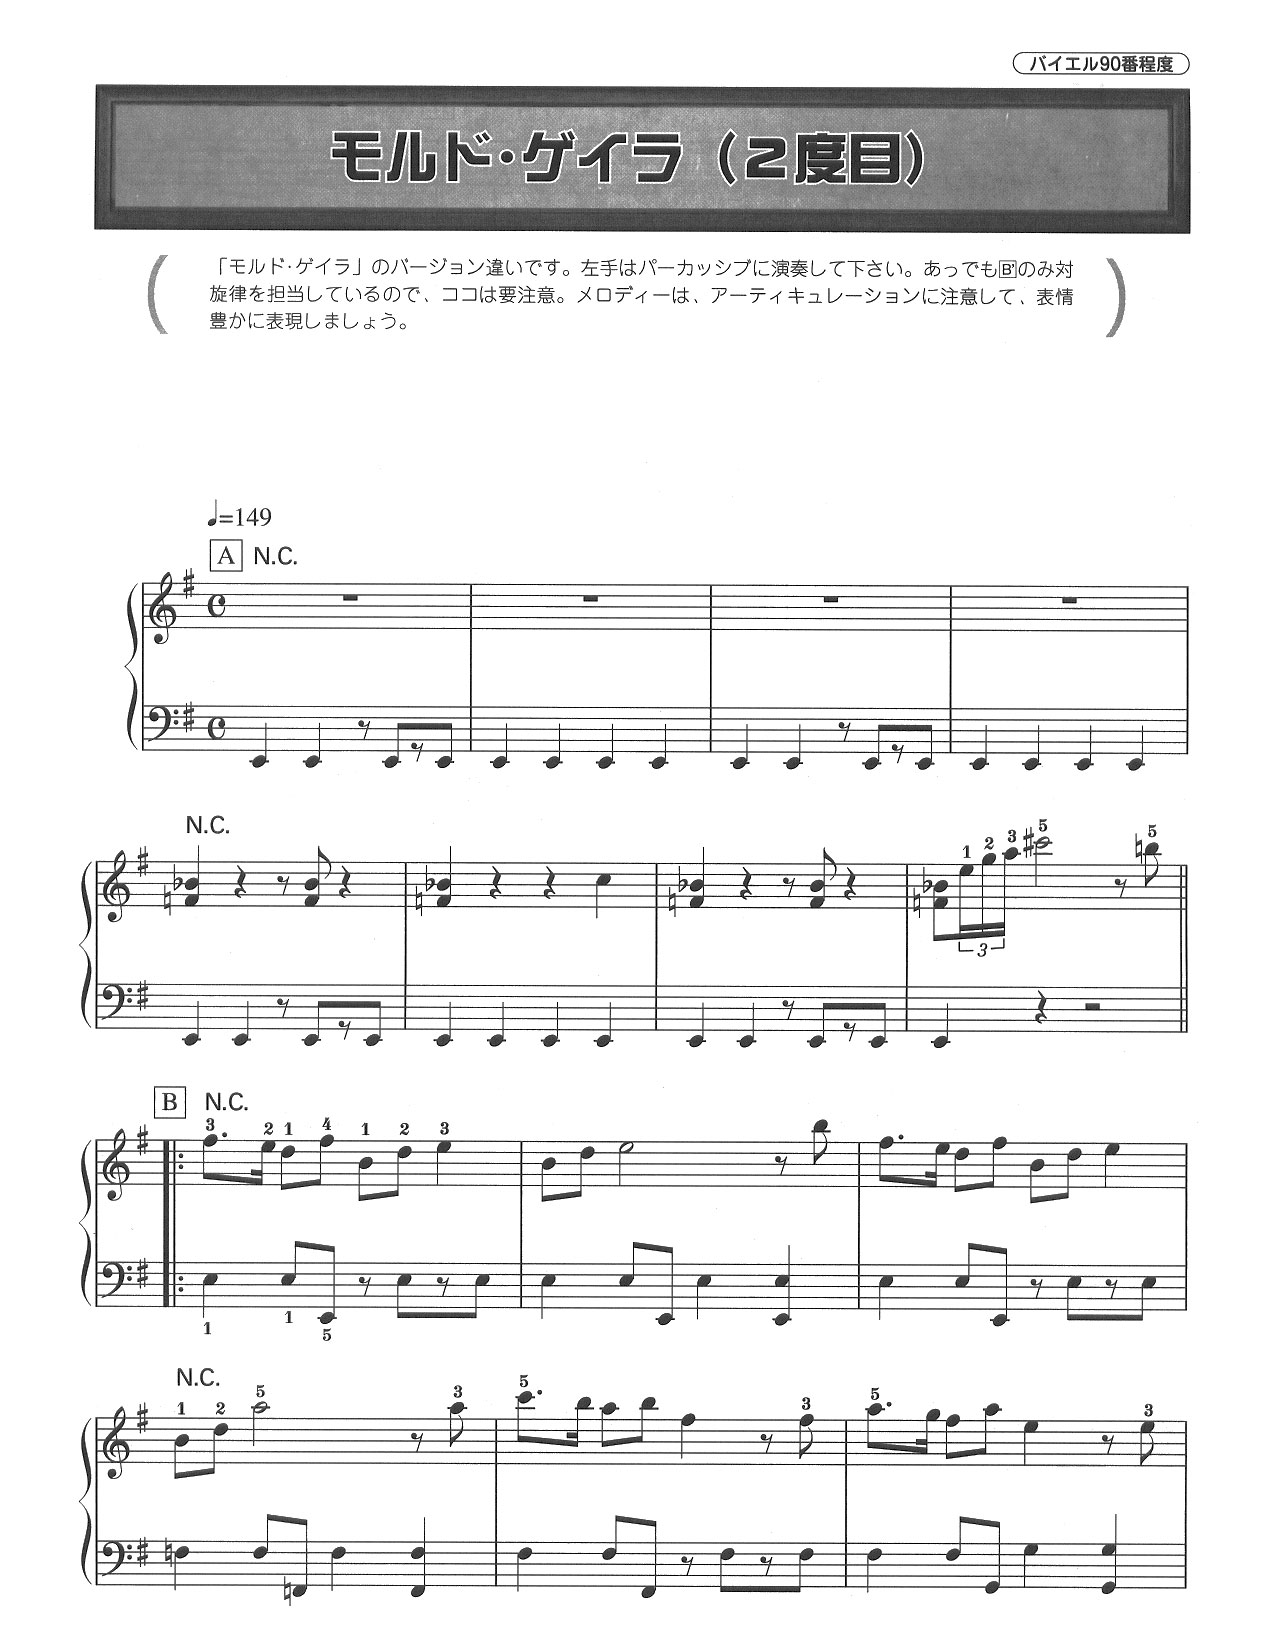 バイエル90番程度
モルド・ゲイラ（2度目）
「モルド・ゲイラ」のバージョン違いです。左手はパーカッシブに演奏して下さい。あっでもB'のみ対
旋律を担当しているので、ココは要注意。メロディーは、アーティキュレーションに注意して、表情
豊かに表現しましょう。
♩=149
A N.C.
N.C.
1 2 3 5 5
3
B N.C.
3 2 1 4 1 2 3
1 1 5
N.C.
1 2 5 3 5 3 5 3